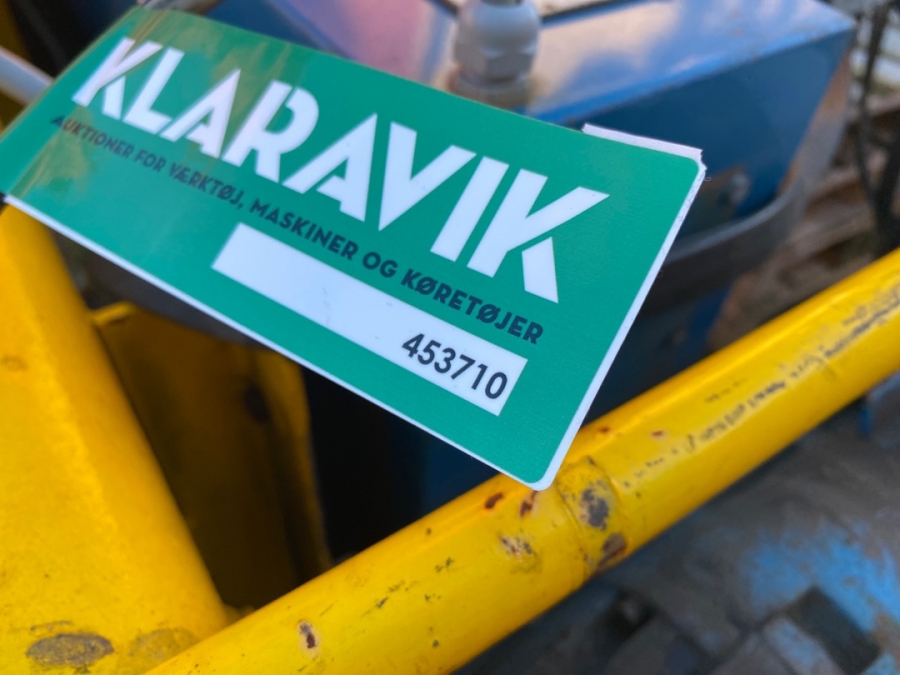 KLARAVIK
AUKTIONER FOR VÆRKTØJ, MASKINER OG KØRETØJER
453710